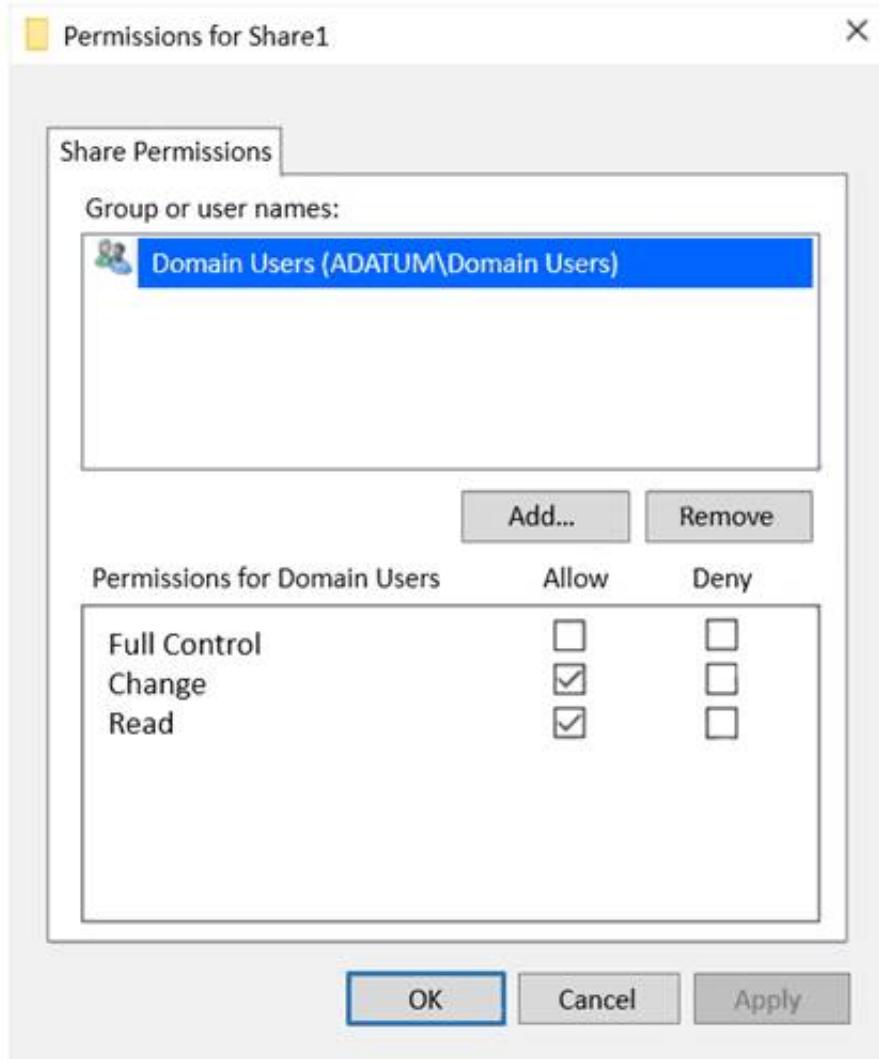 Permissions for Share1
Share Permissions
Group or user names:
Domain Users (ADATUM\Domain Users)
Add... Remove
Permissions for Domain Users Allow Deny
Full Control
Change
Read
OK Cancel Apply